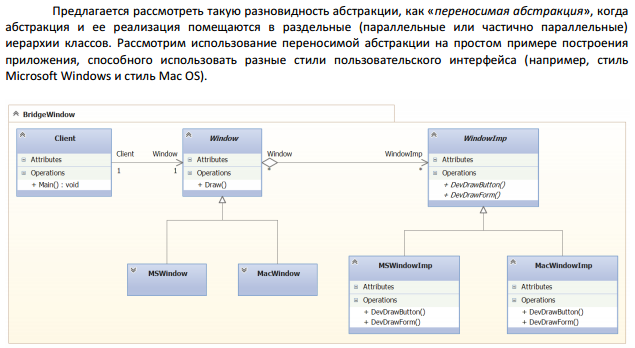 Предлагается рассмотреть такую разновидность абстракции, как «переносимая абстракция», когда
абстракция и ее реализация помещаются в раздельные (параллельные или частично параллельные)
иерархии классов. Рассмотрим использование переносимой абстракции на простом примере построения
приложения, способного использовать разные стили пользовательского интерфейса (например, стиль
Microsoft Windows и стиль Mac OS).
BridgeWindow
Client
Attributes
Operations
+ Main() : void
Client
1
Window
1
Window
Attributes
Operations
+ Draw()
Window
*
WindowImp
*
WindowImp
Attributes
Operations
+ DevDrawButton()
+ DevDrawForm()
MSWindow
MacWindow
MSWindowImp
Attributes
Operations
+ DevDrawButton()
+ DevDrawForm()
MacWindowImp
Attributes
Operations
+ DevDrawButton()
+ DevDrawForm()